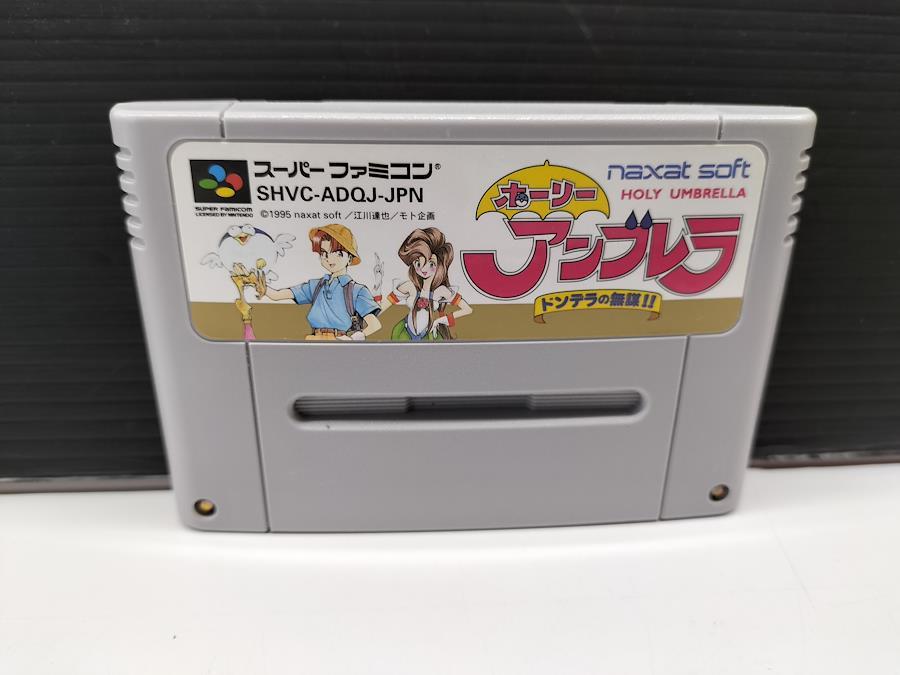 スーパーファミコン®
SHVC-ADQJ-JPN
SUPER FAMICOM
LICENSED BY NINTENDO
©1995 naxat soft／江川達也／モト企画
naxat soft
HOLY UMBRELLA
ホーリー
アンブレラ
ドンデラの無謀!!